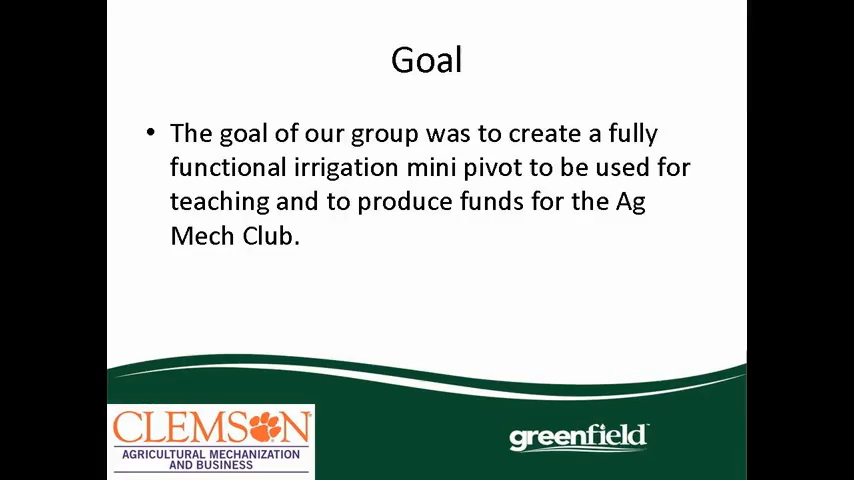 Goal
• The goal of our group was to create a fully
functional irrigation mini pivot to be used for
teaching and to produce funds for the Ag
Mech Club.
CLEMSON
AGRICULTURAL MECHANIZATION
AND BUSINESS
greenfield